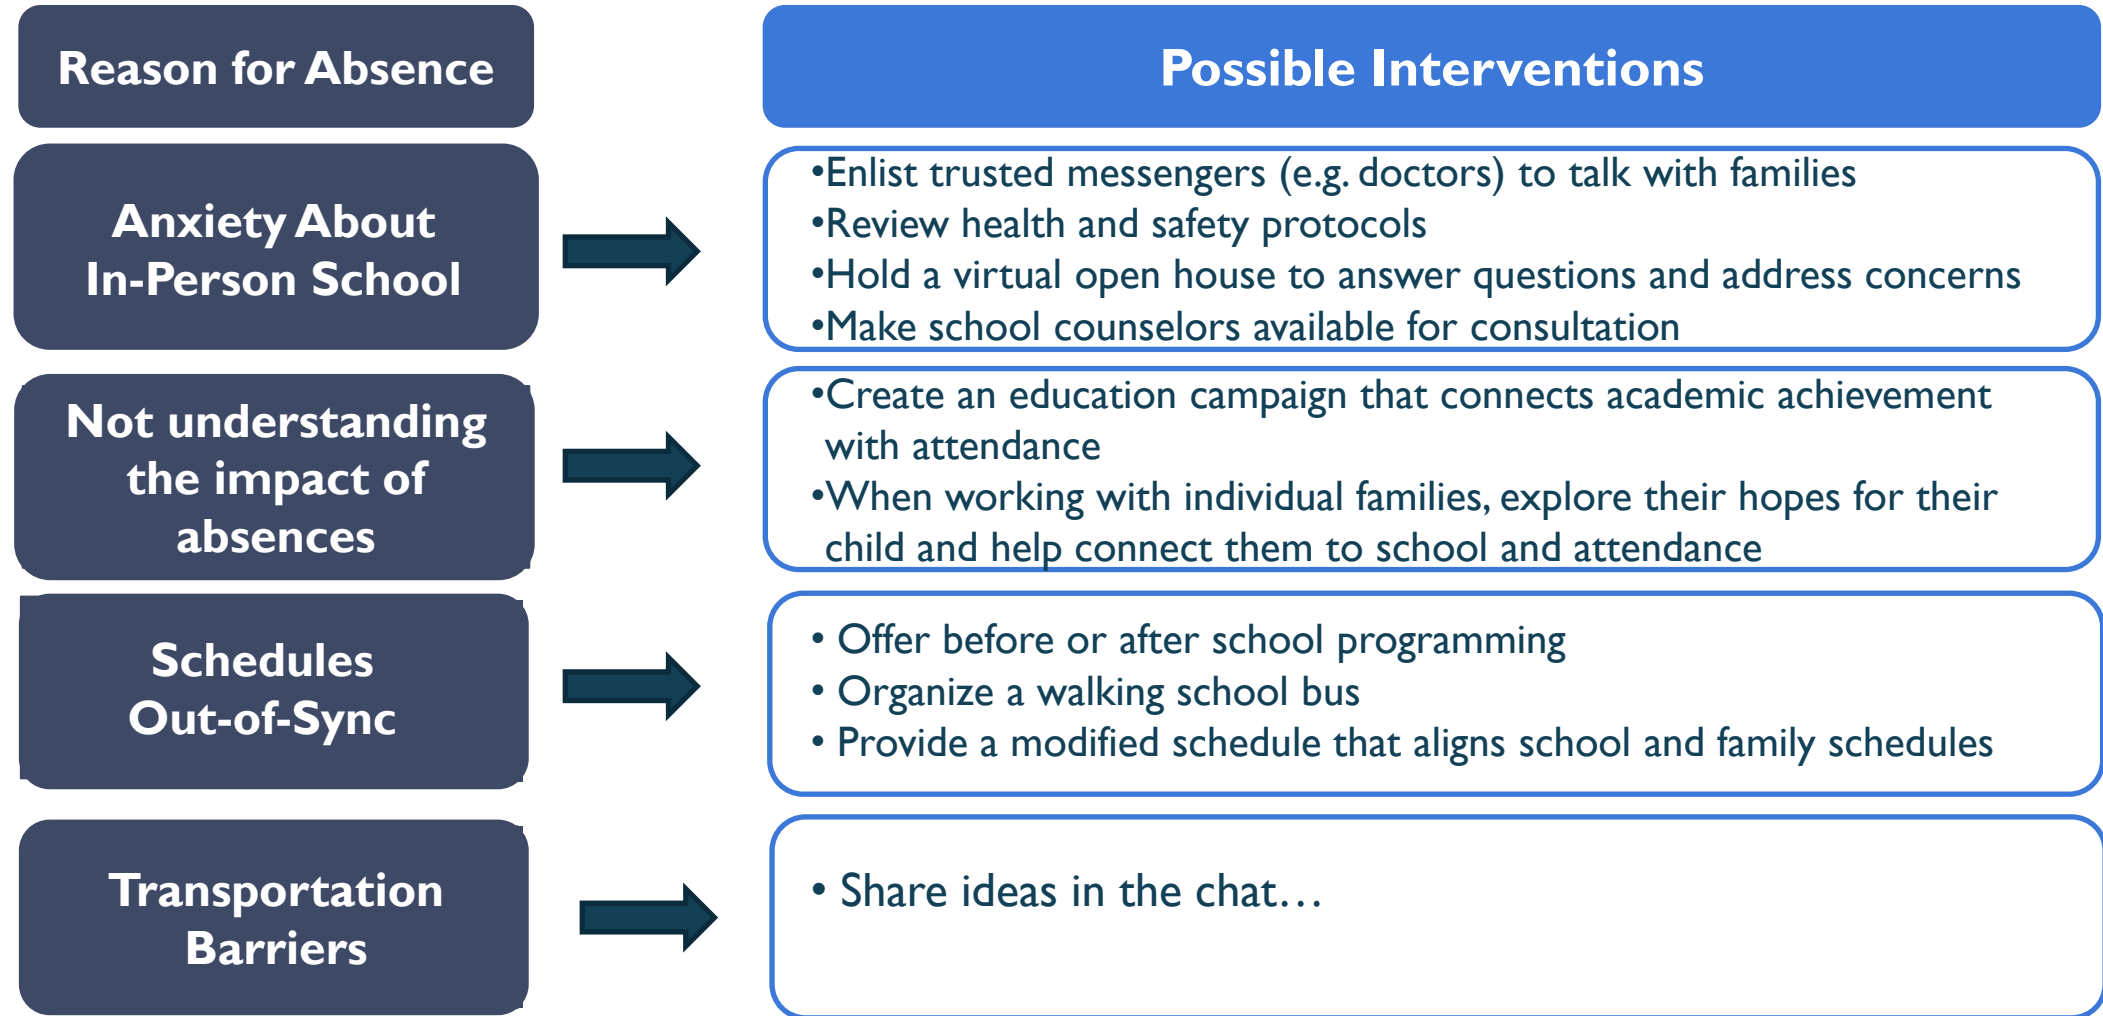 Reason for Absence
Possible Interventions
Anxiety About
In-Person School
•Enlist trusted messengers (e.g. doctors) to talk with families
•Review health and safety protocols
•Hold a virtual open house to answer questions and address concerns
•Make school counselors available for consultation
Not understanding
the impact of
absences
•Create an education campaign that connects academic achievement
with attendance
•When working with individual families, explore their hopes for their
child and help connect them to school and attendance
Schedules
Out-of-Sync
• Offer before or after school programming
• Organize a walking school bus
• Provide a modified schedule that aligns school and family schedules
Transportation
Barriers
• Share ideas in the chat…